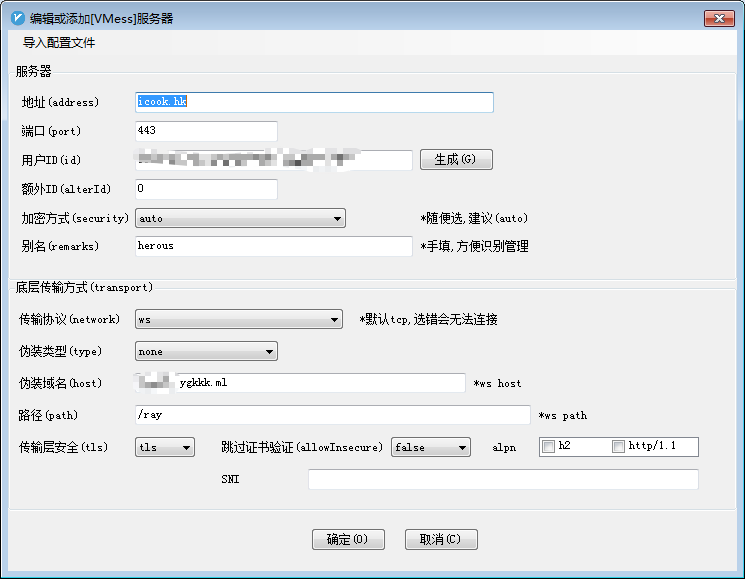 编辑或添加[VMess]服务器
导入配置文件
服务器
地址(address) icook.hk
端口(port) 443
用户ID(id) 生成(G)
额外ID(alterId) 0
加密方式(security) auto *随便选,建议(auto)
别名(remarks) herous *手填,方便识别管理
底层传输方式(transport)
传输协议(network) ws *默认tcp,选错会无法连接
伪装类型(type) none
伪装域名(host) ygkkk.ml *ws host
路径(path) /ray *ws path
传输层安全(tls) tls 跳过证书验证(allowInsecure) false alpn h2 http/1.1
SNI
确定(O) 取消(C)